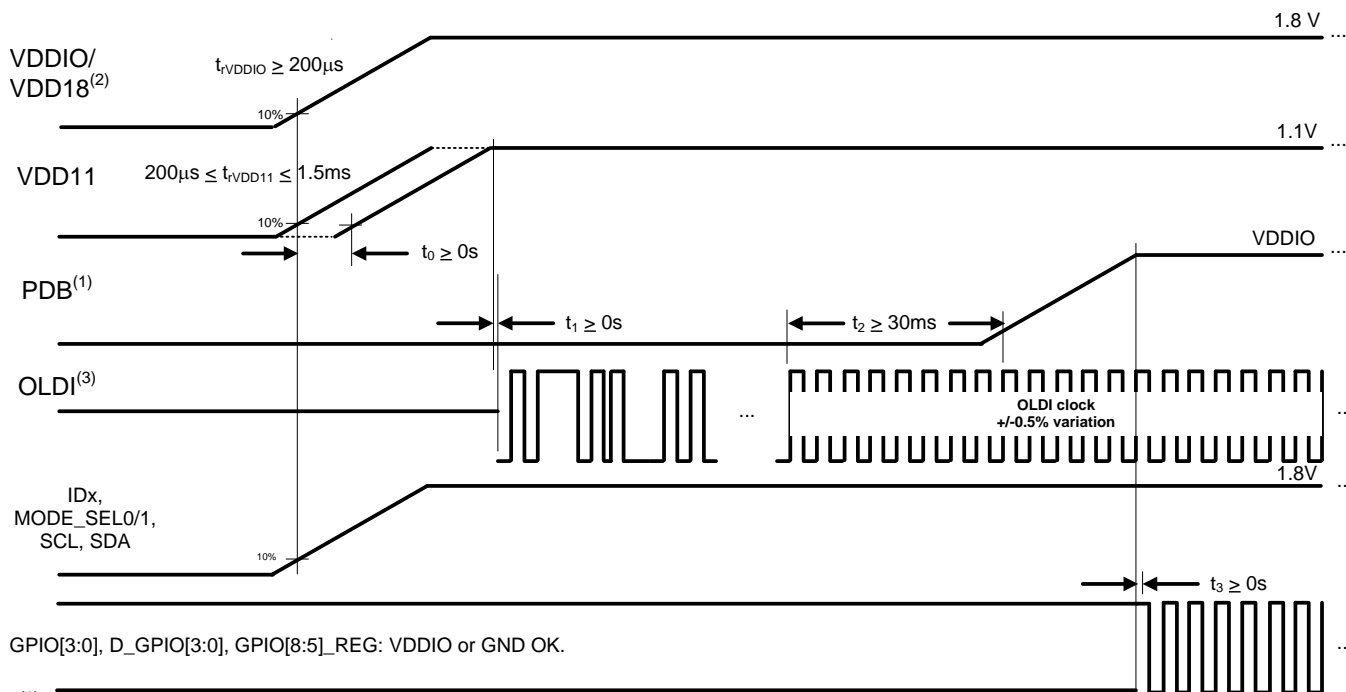 1.8 V
...
VDDIO/
VDD18(2)
trVDDIO ≥ 200μs
10%
1.1V
...
VDD11
200μs ≤ trVDD11 ≤ 1.5ms
10%
VDDIO
...
t0 ≥ 0s
PDB(1)
t1 ≥ 0s
t2 ≥ 30ms
OLDI(3)
...
OLDI clock
+/-0.5% variation
...
1.8V
...
IDx,
MODE_SEL0/1,
SCL, SDA
10%
t3 ≥ 0s
GPIO[3:0], D_GPIO[3:0], GPIO[8:5]_REG: VDDIO or GND OK.
...